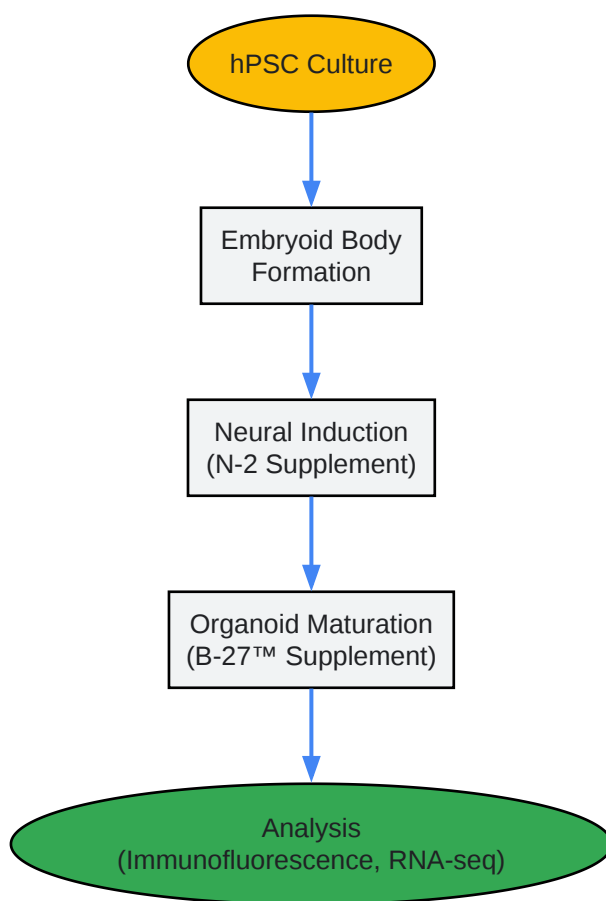 hPSC Culture
Embryoid Body
Formation
Neural Induction
(N-2 Supplement)
Organoid Maturation
(B-27™ Supplement)
Analysis
(Immunofluorescence, RNA-seq)